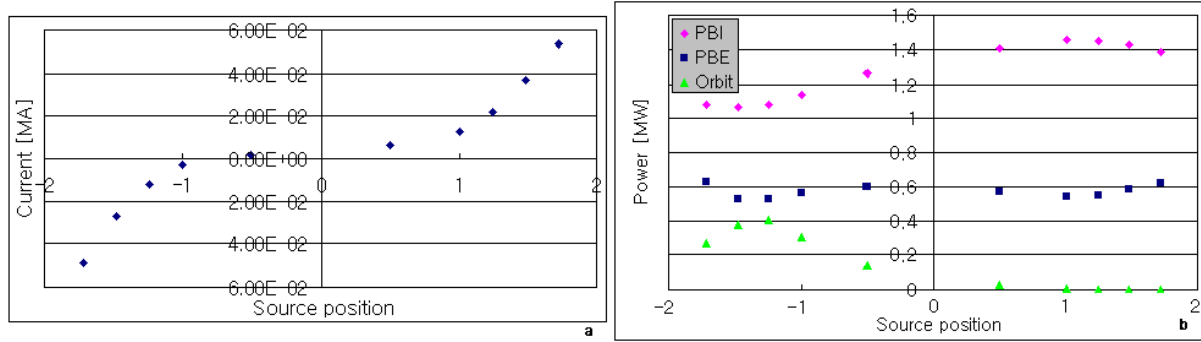 6.00E-02
4.00E-02
2.00E-02
0.00E+00
-2 -1 0 1 2
2.00E-02
4.00E-02
6.00E-02
Current [MA]
Source position
a
PBI
PBE
Orbit
1,6
1,4
1,2
1
0,8
0,6
0,4
0,2
0
-2 -1 0 1 2
Power [MW]
Source position
b